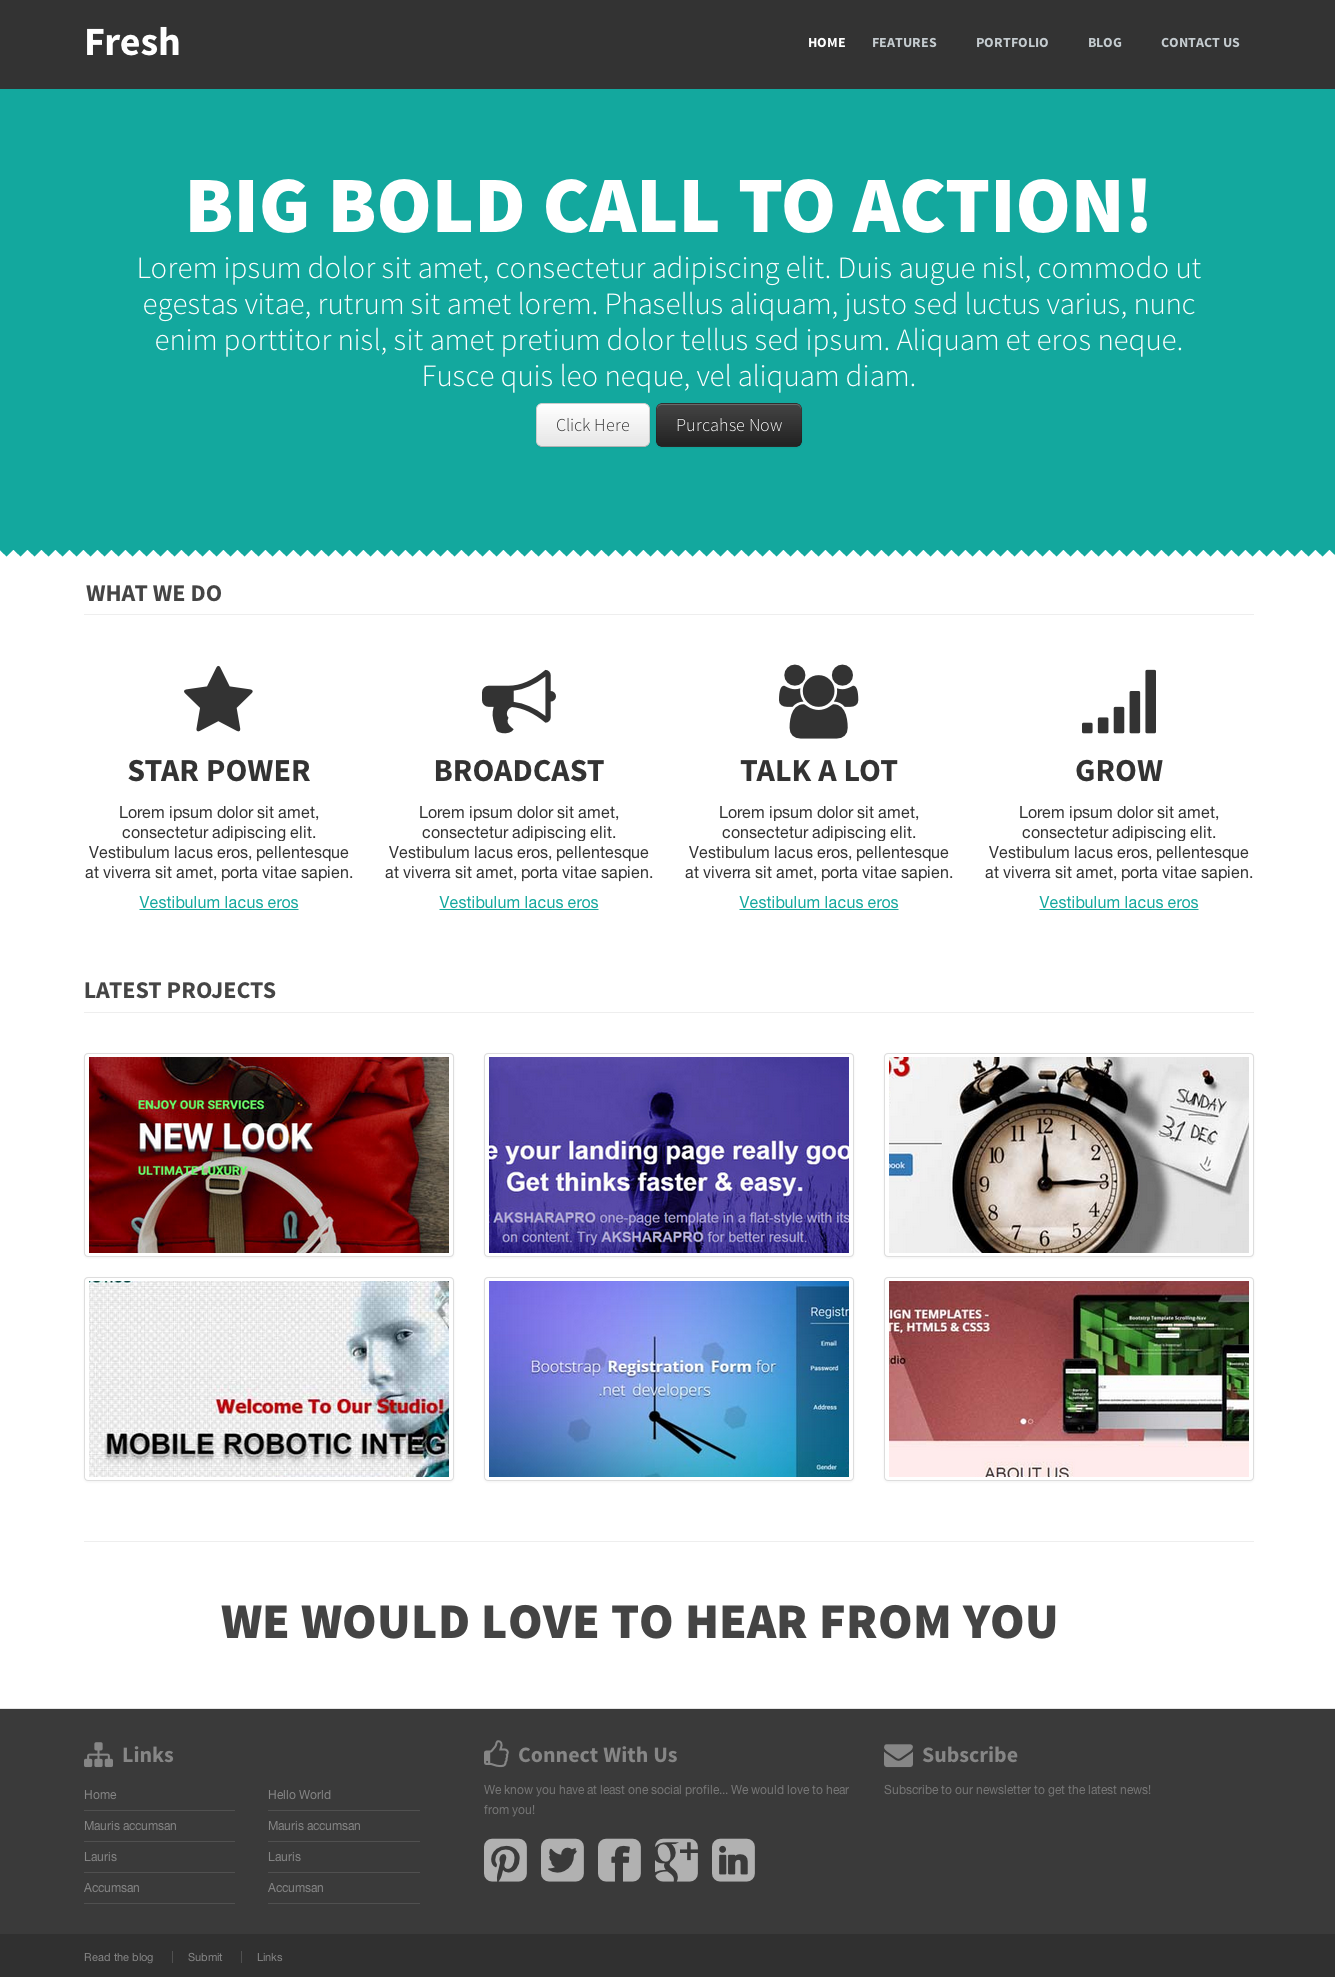 Fresh
HOME FEATURES PORTFOLIO BLOG CONTACT US
BIG BOLD CALL TO ACTION!
Lorem ipsum dolor sit amet, consectetur adipiscing elit. Duis augue nisl, commodo ut
egestas vitae, rutrum sit amet lorem. Phasellus aliquam, justo sed luctus varius, nunc
enim porttitor nisl, sit amet pretium dolor tellus sed ipsum. Aliquam et eros neque.
Fusce quis leo neque, vel aliquam diam.
Click Here
Purcahse Now
WHAT WE DO
STAR POWER
Lorem ipsum dolor sit amet,
consectetur adipiscing elit.
Vestibulum lacus eros, pellentesque
at viverra sit amet, porta vitae sapien.
Vestibulum lacus eros
BROADCAST
Lorem ipsum dolor sit amet,
consectetur adipiscing elit.
Vestibulum lacus eros, pellentesque
at viverra sit amet, porta vitae sapien.
Vestibulum lacus eros
TALK A LOT
Lorem ipsum dolor sit amet,
consectetur adipiscing elit.
Vestibulum lacus eros, pellentesque
at viverra sit amet, porta vitae sapien.
Vestibulum lacus eros
GROW
Lorem ipsum dolor sit amet,
consectetur adipiscing elit.
Vestibulum lacus eros, pellentesque
at viverra sit amet, porta vitae sapien.
Vestibulum lacus eros
LATEST PROJECTS
ENJOY OUR SERVICES
NEW LOOK
ULTIMATE LUXURY
e your landing page really goo
Get thinks faster & easy.
AKSHARAPRO one-page template in a flat-style with its
on content. Try AKSHARAPRO for better result.
3
ook
12 1 2 3 4 5 6 7 8 9 10 11
SUNDAY
31 DEC
Welcome To Our Studio!
MOBILE ROBOTIC INTEG
Bootstrap Registration Form for
.net developers
Registr
Email
Password
Address
Gender
IGN TEMPLATES -
TE, HTML5 & CSS3
dio
Bootstrp Template Scrolling-Nav
ABOUT US
WE WOULD LOVE TO HEAR FROM YOU
Links
Home
Mauris accumsan
Lauris
Accumsan
Hello World
Mauris accumsan
Lauris
Accumsan
Connect With Us
We know you have at least one social profile... We would love to hear
from you!
Subscribe
Subscribe to our newsletter to get the latest news!
Read the blog
Submit
Links